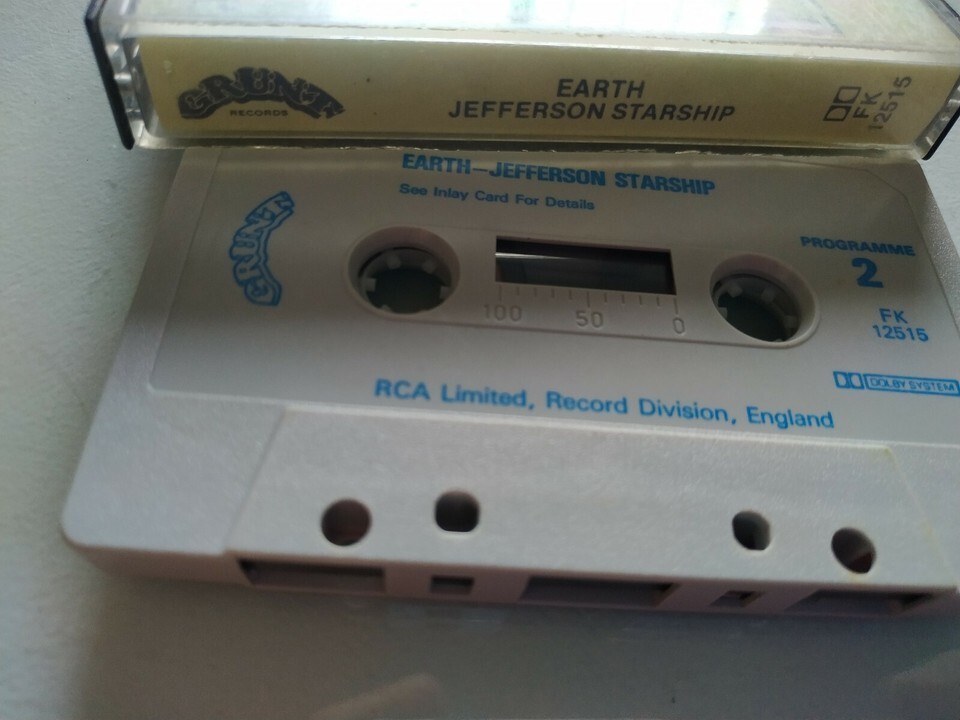 GRUNT
RECORDS
EARTH
JEFFERSON STARSHIP
FK
12515
EARTH—JEFFERSON STARSHIP
See Inlay Card For Details
GRUNT
PROGRAMME
2
FK
12515
100 50 0
DOLBY SYSTEM
RCA Limited, Record Division, England